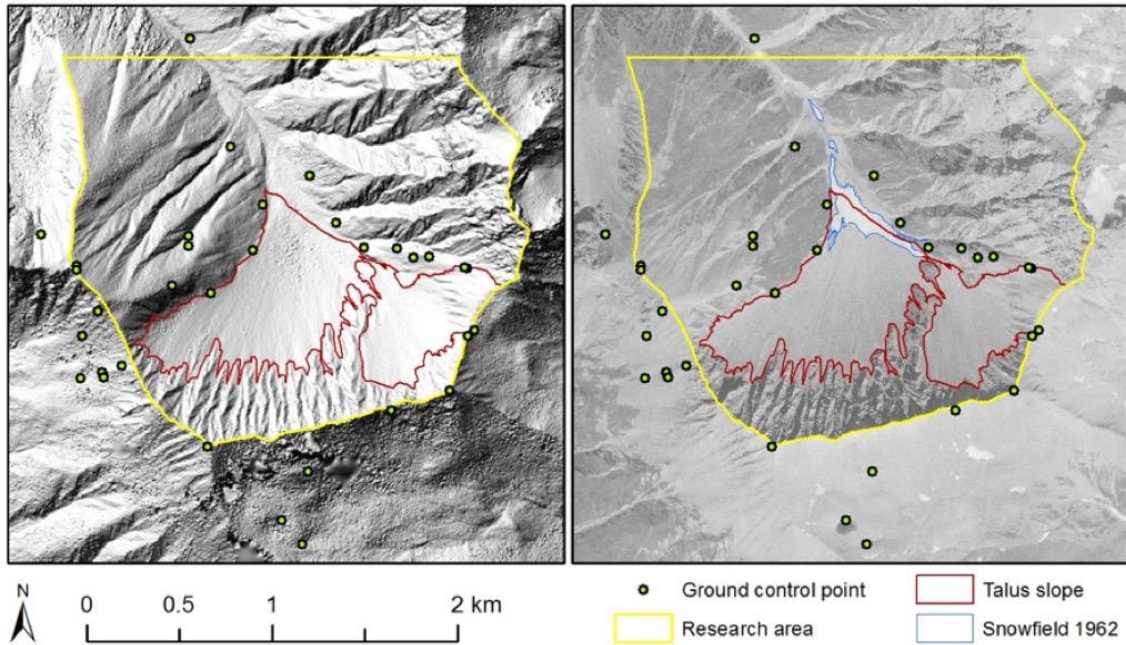 N
0 0.5 1 2 km
Ground control point
Talus slope
Research area
Snowfield 1962